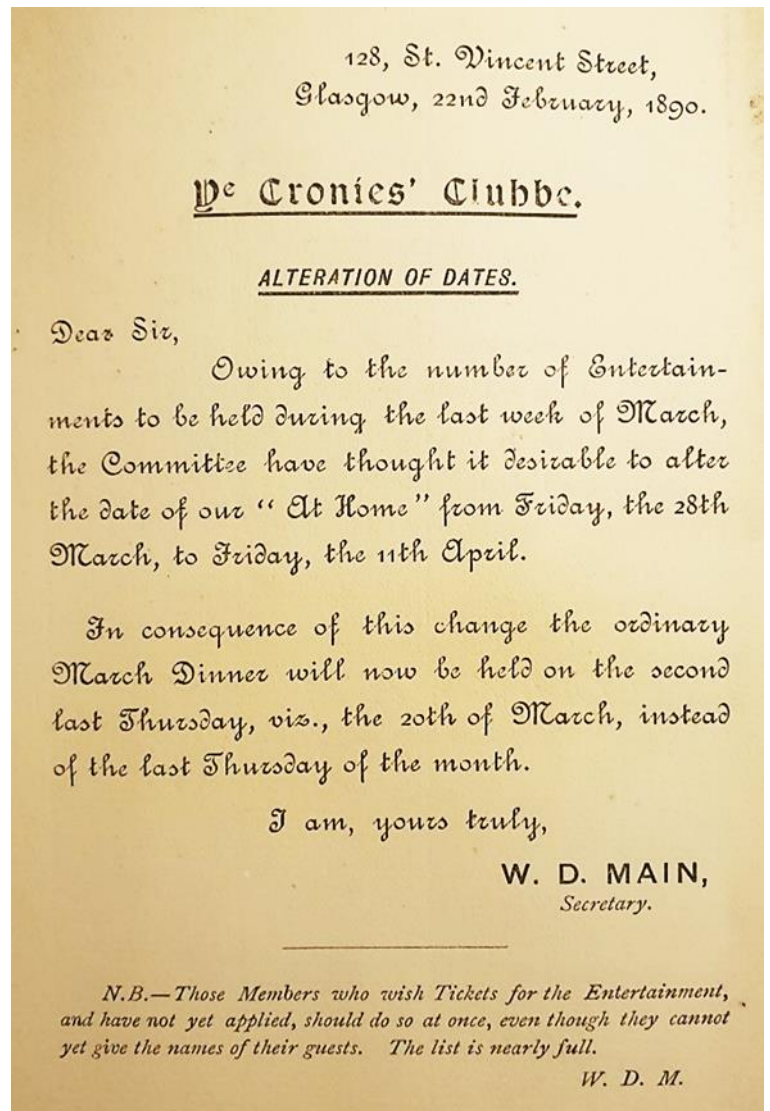 128, St. Vincent Street,
Glasgow, 22nd February, 1890.
Ye Cronies' Clubbe.
ALTERATION OF DATES.
Dear Sir,
Owing to the number of Entertain-
ments to be held during the last week of March,
the Committee have thought it desirable to alter
the date of our “ At Home ” from Friday, the 28th
March, to Friday, the 11th April.
In consequence of this change the ordinary
March Dinner will now be held on the second
last Thursday, viz., the 20th of March, instead
of the last Thursday of the month.
I am, yours truly,
W. D. MAIN,
Secretary.
N.B.—Those Members who wish Tickets for the Entertainment,
and have not yet applied, should do so at once, even though they cannot
yet give the names of their guests. The list is nearly full.
W. D. M.